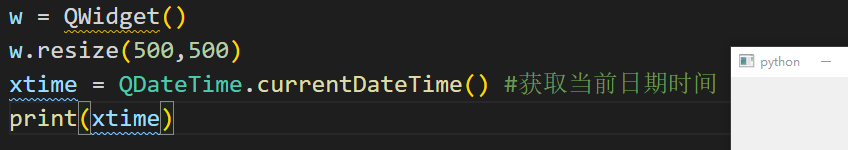 w = QWidget()
w.resize(500,500)
xtime = QDateTime.currentDateTime() #获取当前日期时间
print(xtime)
python